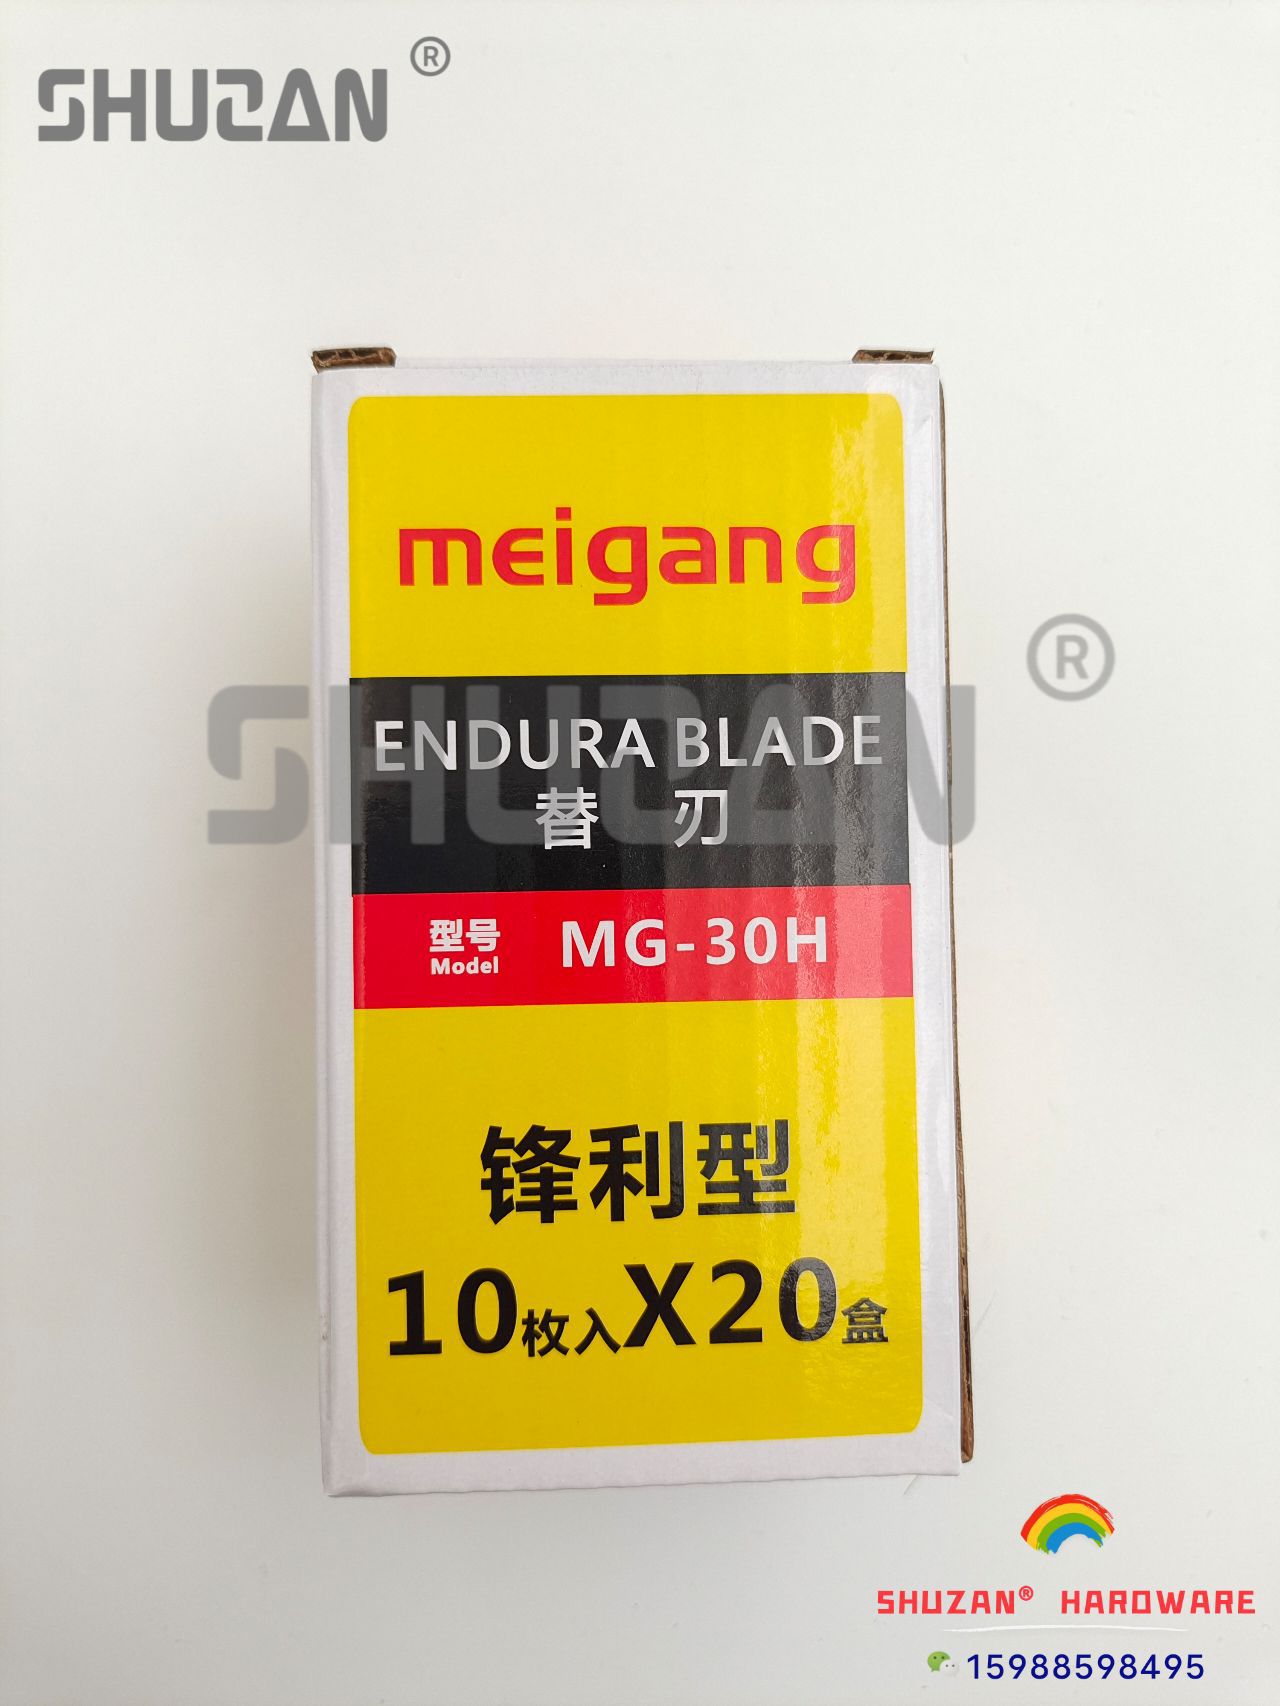 SHUZAN®
meigang
SHUZAN®
ENDURA BLADE
替 刃
型号 MG-30H
Model
锋利型
10枚入X20盒
SHUZAN® HARDWARE
15988598495